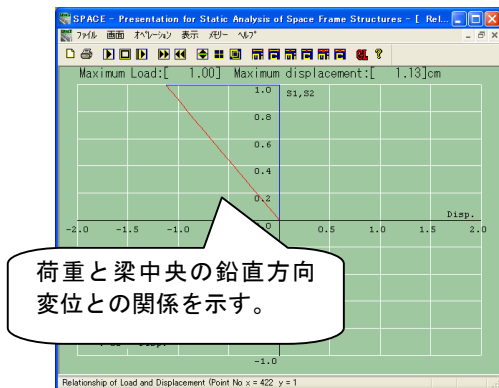 SPACE - Presentation for Static Analysis of Space Frame Structures - [ Rel...
ファイル 画面 オペレーション 表示 メモリー ヘルプ
Maximum Load:[ 1.00] Maximum displacement:[ 1.13]cm
1.0 S1,S2
0.8
0.6
0.4
0.2
Disp.
-2.0 -1.5 -1.0 0.5 1.0 1.5 2.0
荷重と梁中央の鉛直方向
変位との関係を示す。
-1.0
Relationship of Load and Displacement (Point No x = 422 y = 1